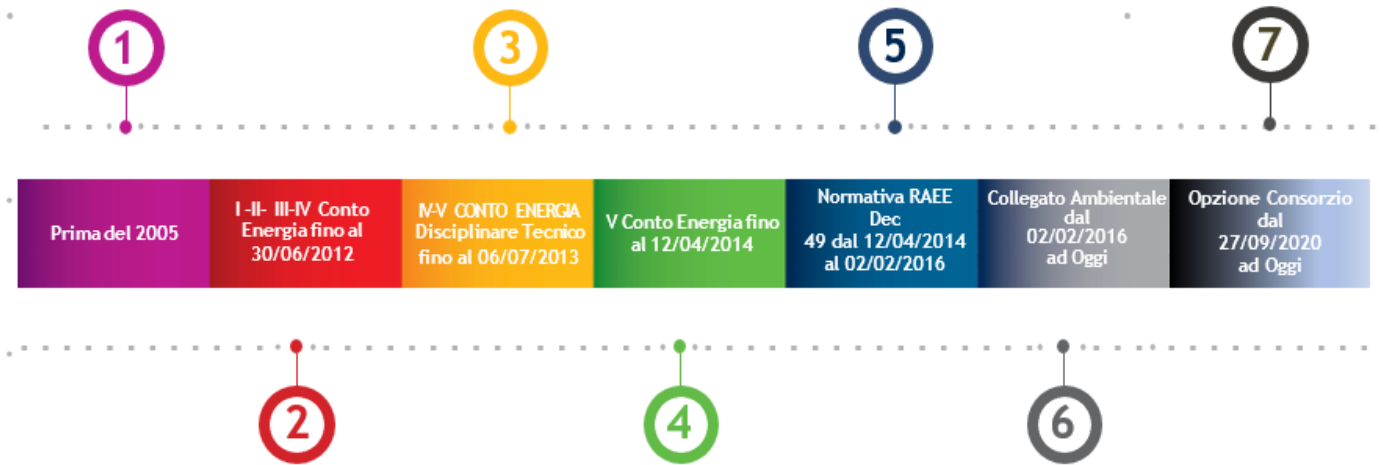 1
3
5
7
Prima del 2005
I -II- III-IV Conto
Energia fino al
30/06/2012
IV-V CONTO ENERGIA
Disciplinare Tecnico
fino al 06/07/2013
V Conto Energia fino
al 12/04/2014
Normativa RAEE
Dec
49 dal 12/04/2014
al 02/02/2016
Collegato Ambientale
dal
02/02/2016
ad Oggi
Opzione Consorzio
dal
27/09/2020
ad Oggi
2
4
6